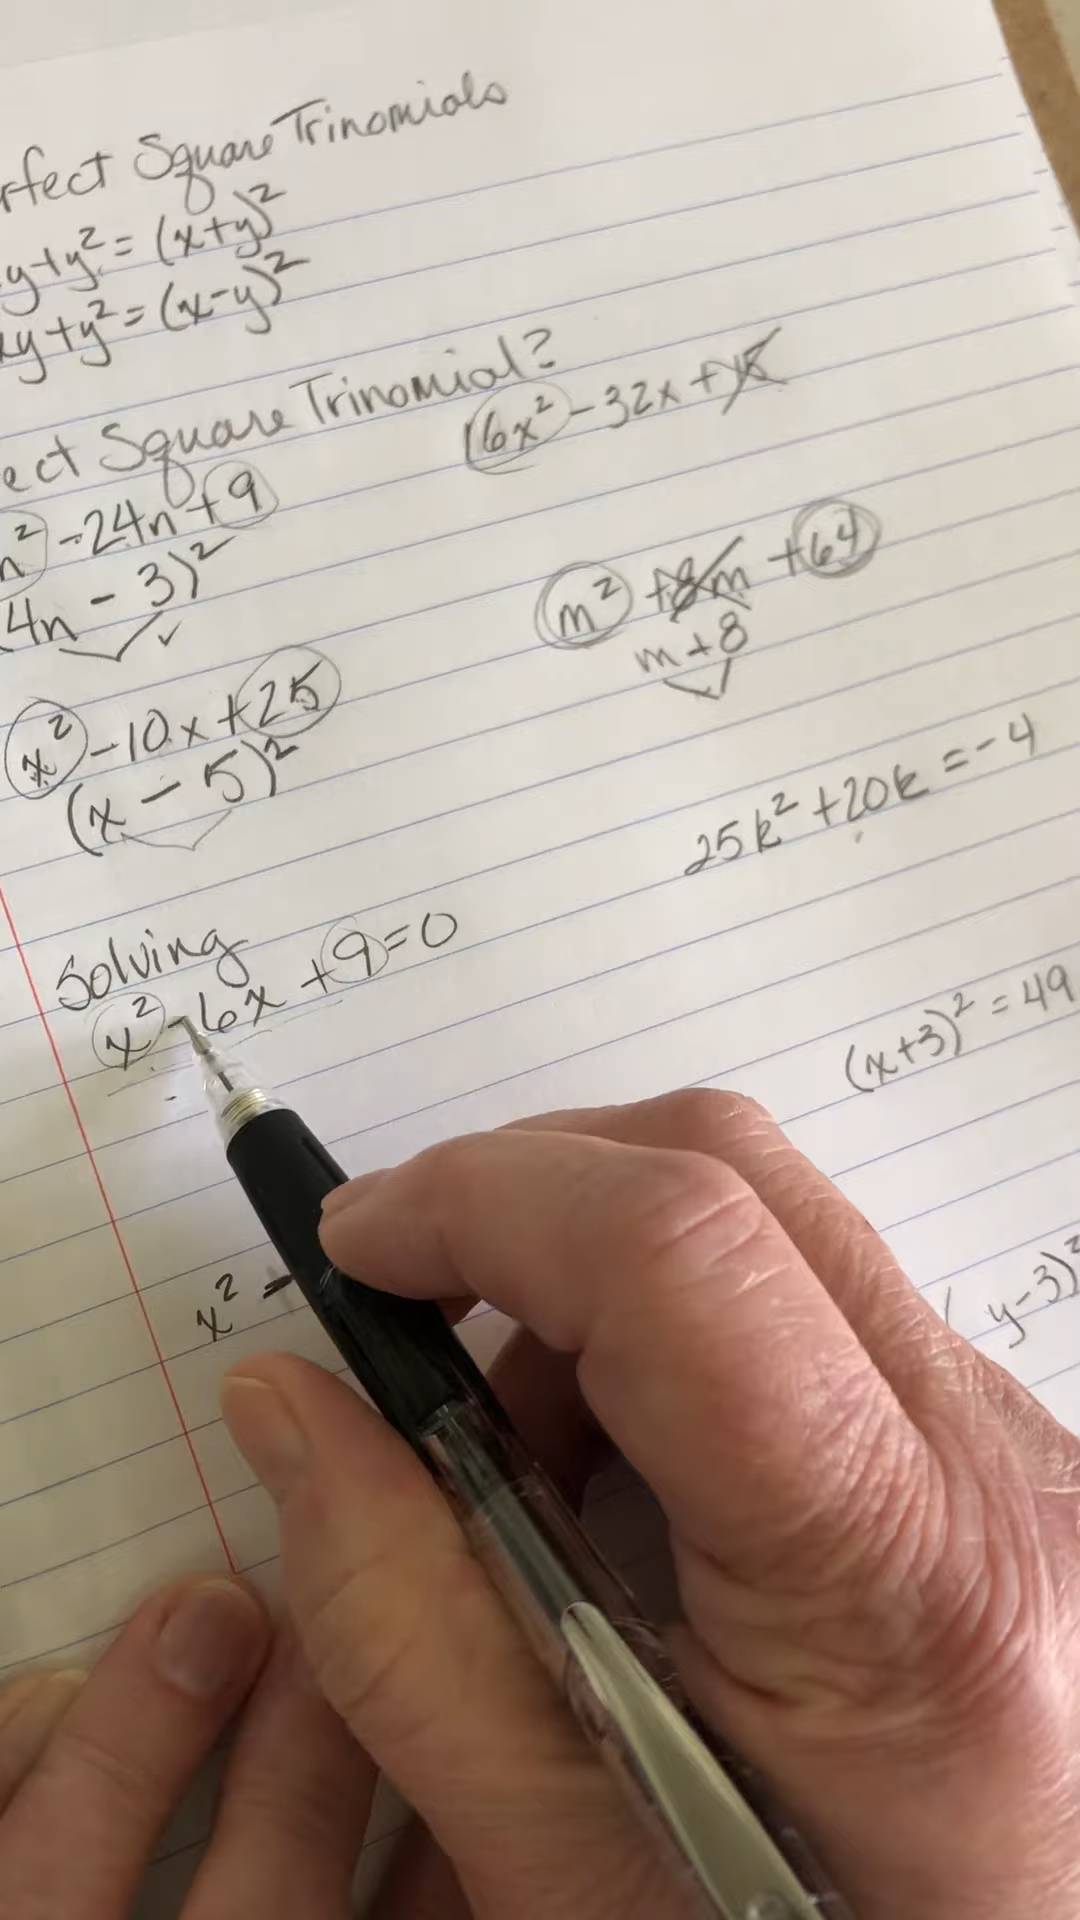 rfect Square Trinomials
y+y² = (x+y)²
xy+y² = (x-y)²
ect Square Trinomial?
16x² - 32x +
n² - 24n + 9
4n - 3)²
m² + 8m + 64
m + 8
x² - 10x + 25
(x - 5)²
25k² + 20k = -4
Solving
x² - 6x + 9 = 0
(x+3)² = 49
x² -
( y-3)²